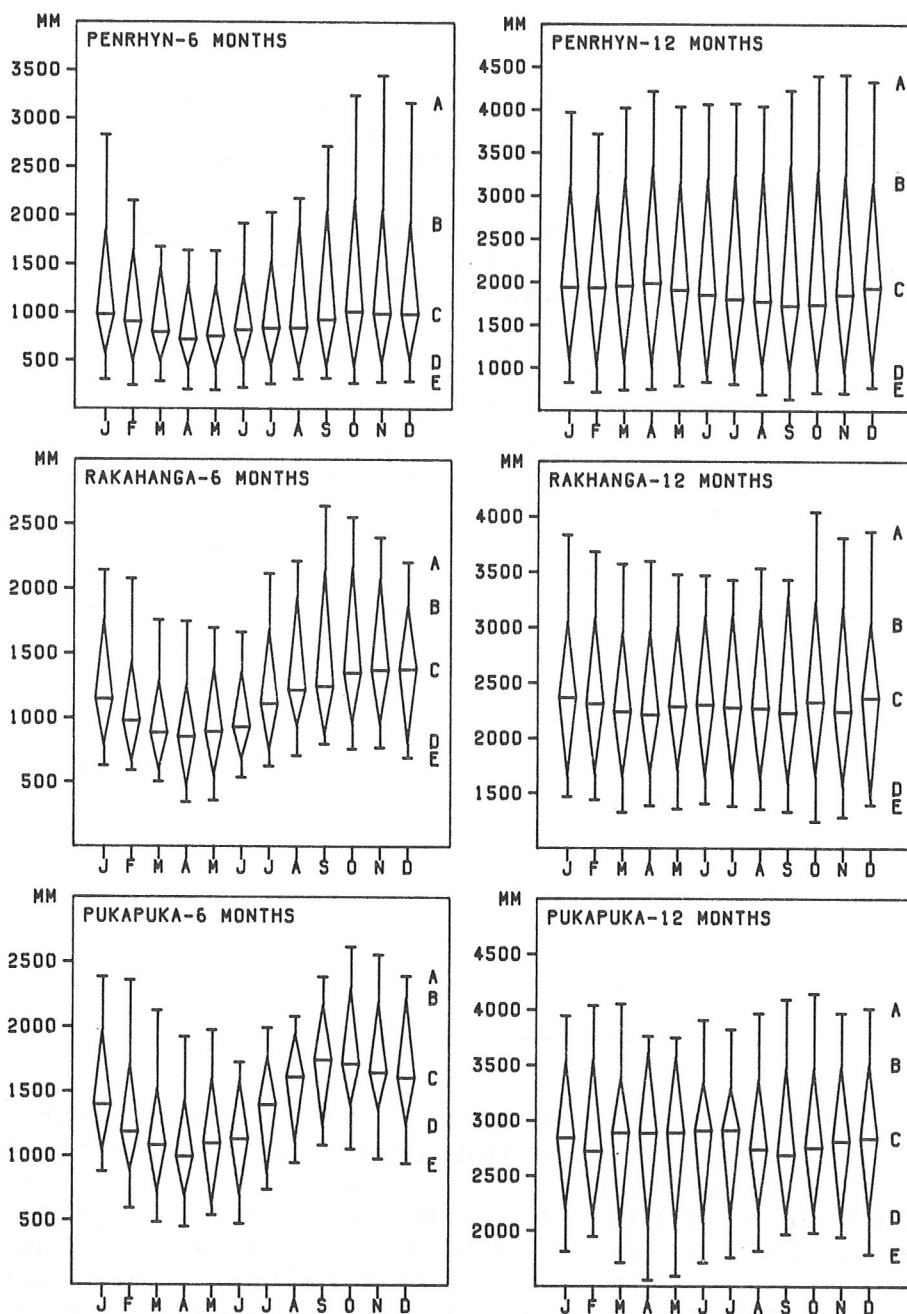 MM
PENRHYN-6 MONTHS
3500
3000
2500
2000
1500
1000
500
A
B
C
D
E
J F M A M J J A S O N D
MM
PENRHYN-12 MONTHS
4500
4000
3500
3000
2500
2000
1500
1000
A
B
C
D
E
J F M A M J J A S O N D
MM
RAKAHANGA-6 MONTHS
2500
2000
1500
1000
500
A
B
C
D
E
J F M A M J J A S O N D
MM
RAKHANGA-12 MONTHS
4000
3500
3000
2500
2000
1500
A
B
C
D
E
J F M A M J J A S O N D
MM
PUKAPUKA-6 MONTHS
2500
2000
1500
1000
500
A
B
C
D
E
J F M A M J J A S O N D
MM
PUKAPUKA-12 MONTHS
4500
4000
3500
3000
2500
2000
A
B
C
D
E
J F M A M J J A S O N D